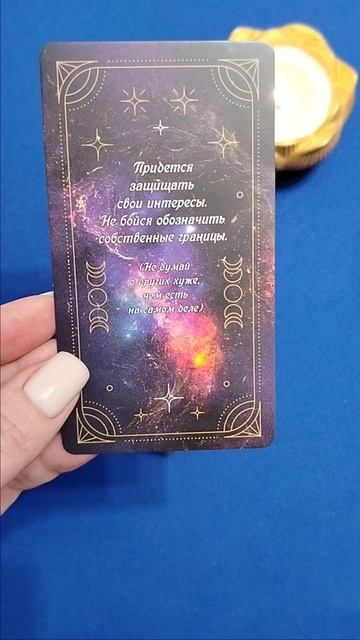 Придется
защищать
свои интересы.
Не бойся обозначить
собственные границы.
(Не думай
о других хуже,
чем есть
на самом деле)